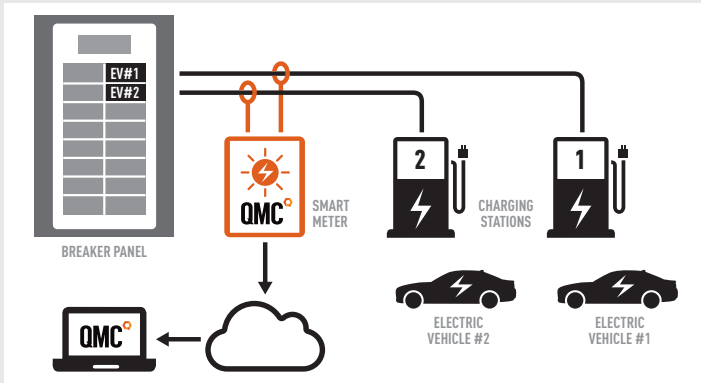 EV#1
EV#2
BREAKER PANEL
QMC
SMART
METER
2
1
CHARGING
STATIONS
QMC
ELECTRIC
VEHICLE #2
ELECTRIC
VEHICLE #1